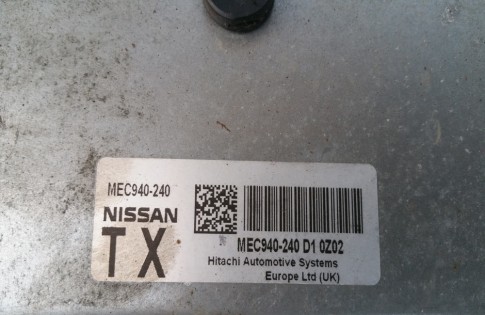 MEC940-240
NISSAN
TX
MEC940-240 D1 0Z02
Hitachi Automotive Systems
Europe Ltd (UK)